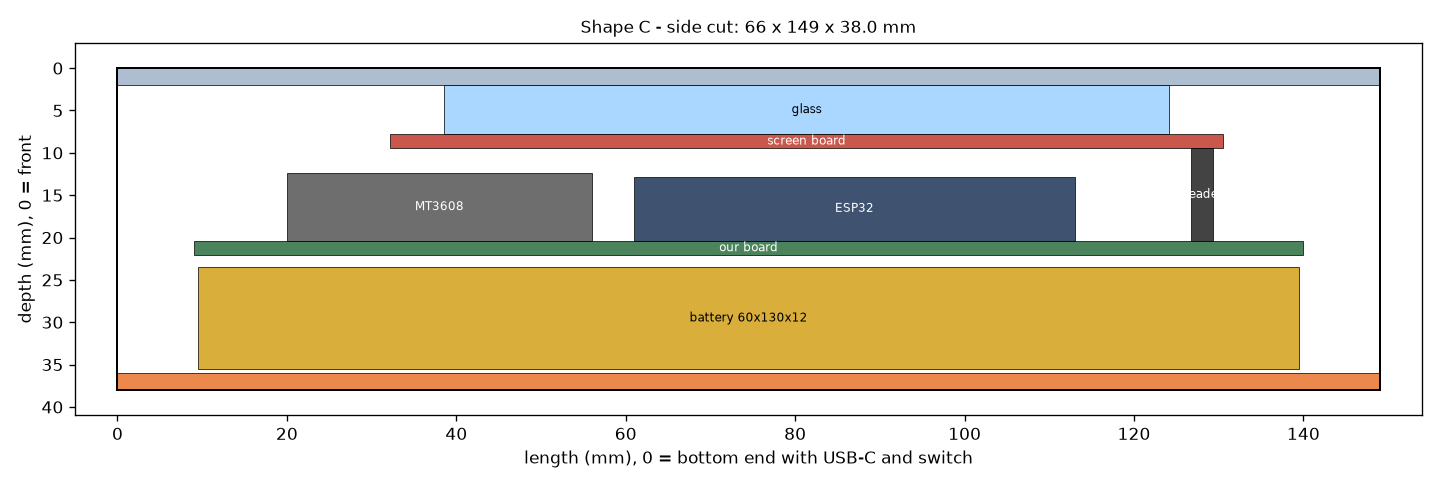 Shape C - side cut: 66 x 149 x 38.0 mm
depth (mm), 0 = front
0
5
10
15
20
25
30
35
40
glass
screen board
MT3608
ESP32
eade
our board
battery 60x130x12
0
20
40
60
80
100
120
140
length (mm), 0 = bottom end with USB-C and switch